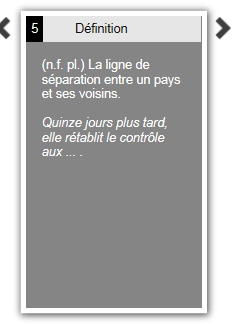 5 Définition
(n.f. pl.) La ligne de
séparation entre un pays
et ses voisins.
Quinze jours plus tard,
elle rétablit le contrôle
aux ... .